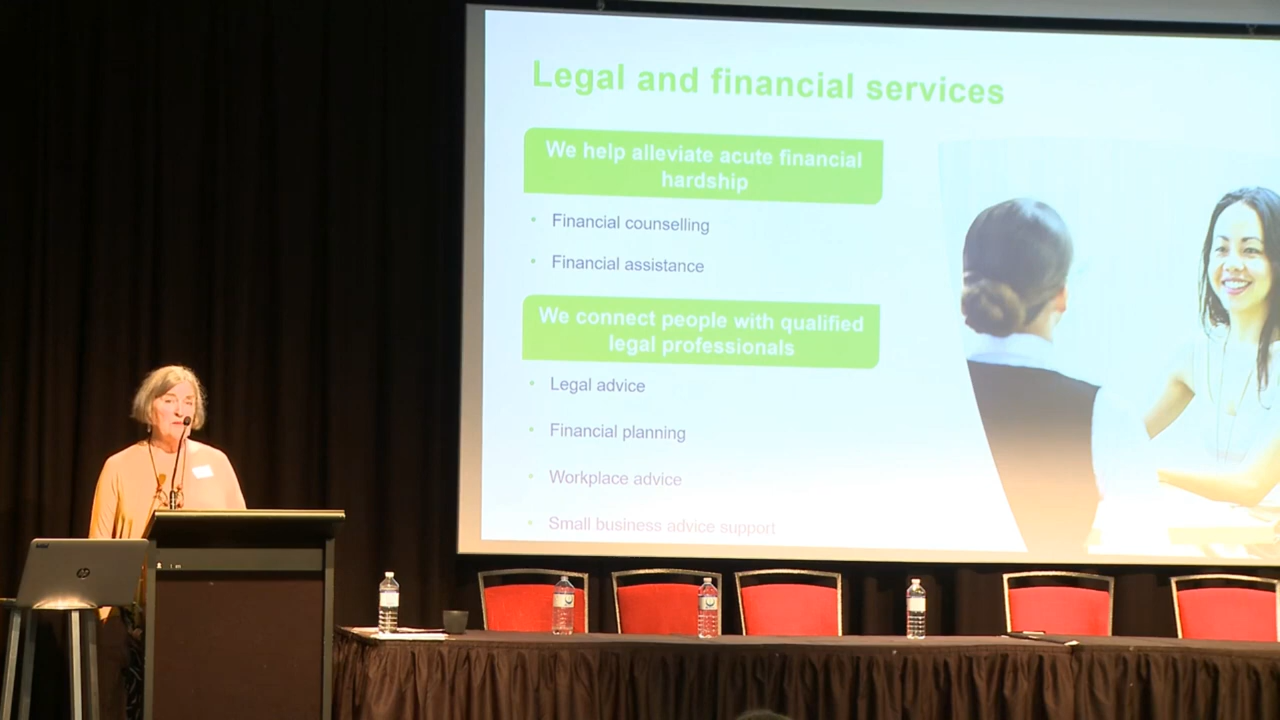 Legal and financial services
We help alleviate acute financial
hardship
Financial counselling
Financial assistance
We connect people with qualified
legal professionals
Legal advice
Financial planning
Workplace advice
Small business advice support